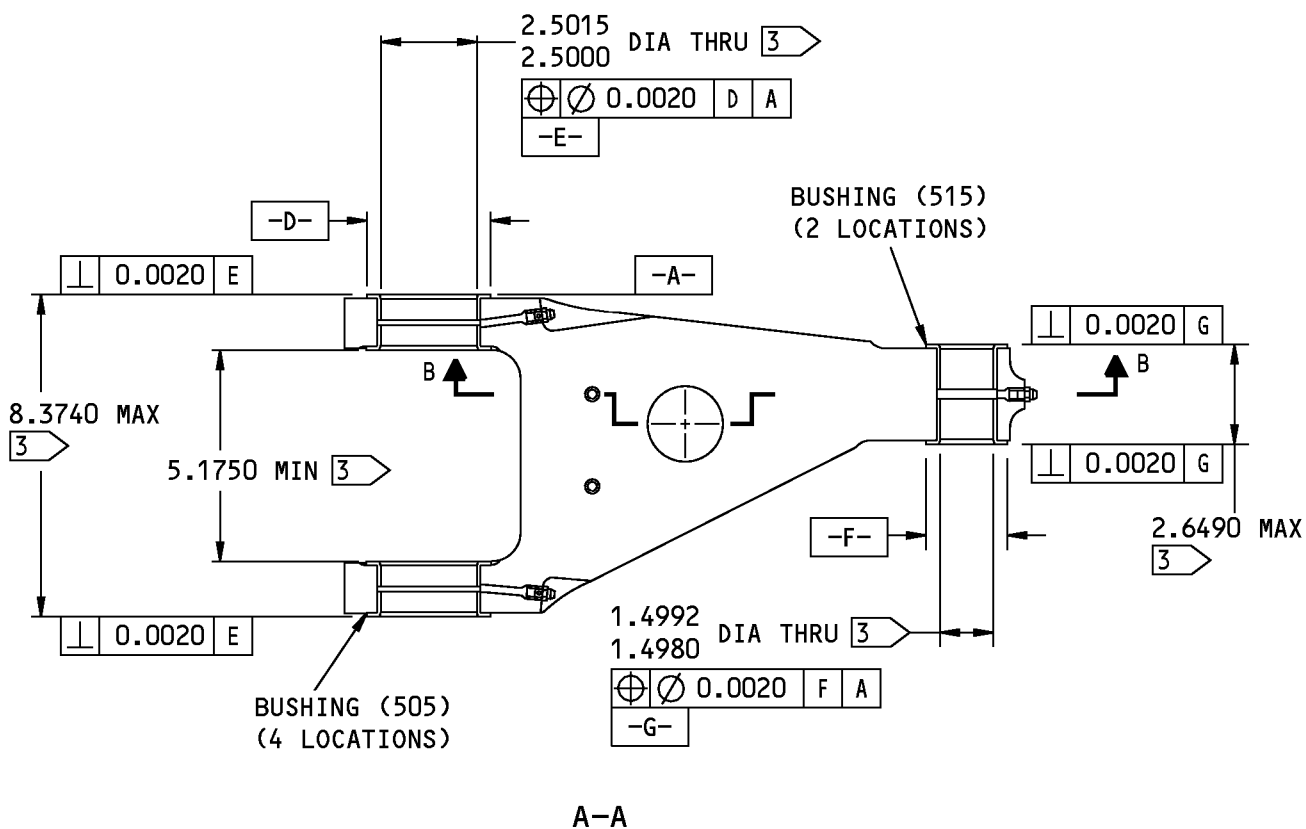 2.5015
2.5000
DIA THRU 3
⌖ ∅ 0.0020 D A
-E-
-D-
BUSHING (515)
(2 LOCATIONS)
⊥ 0.0020 E
-A-
⊥ 0.0020 G
B
B
8.3740 MAX
3
5.1750 MIN 3
⊥ 0.0020 G
-F-
2.6490 MAX
3
⊥ 0.0020 E
1.4992
1.4980
DIA THRU 3
⌖ ∅ 0.0020 F A
-G-
BUSHING (505)
(4 LOCATIONS)
A-A